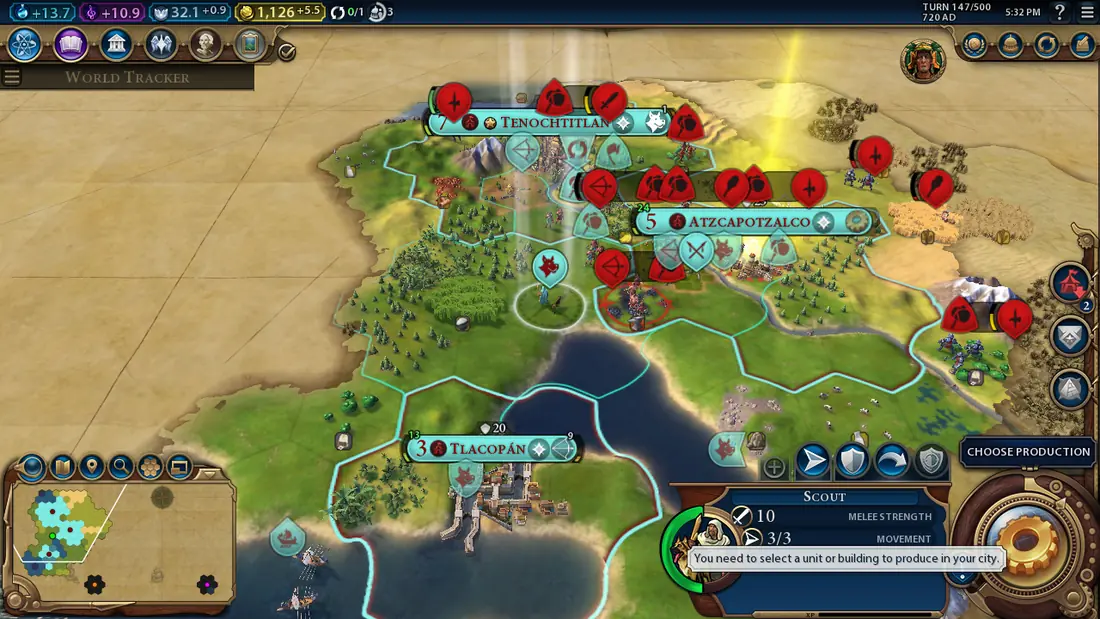 +13.7 +10.9 32.1 +0.9 1,126 +5.5 0/1 3
TURN 147/500 5:32 PM ?
720 AD
WORLD TRACKER
7 TENOCHTITLAN 1
24
5 ATZCAPOTZALCO
2
20
13 9
3 TLACOPÁN
CHOOSE PRODUCTION
SCOUT
10 MELEE STRENGTH
3/3 MOVEMENT
You need to select a unit or building to produce in your city.
XP